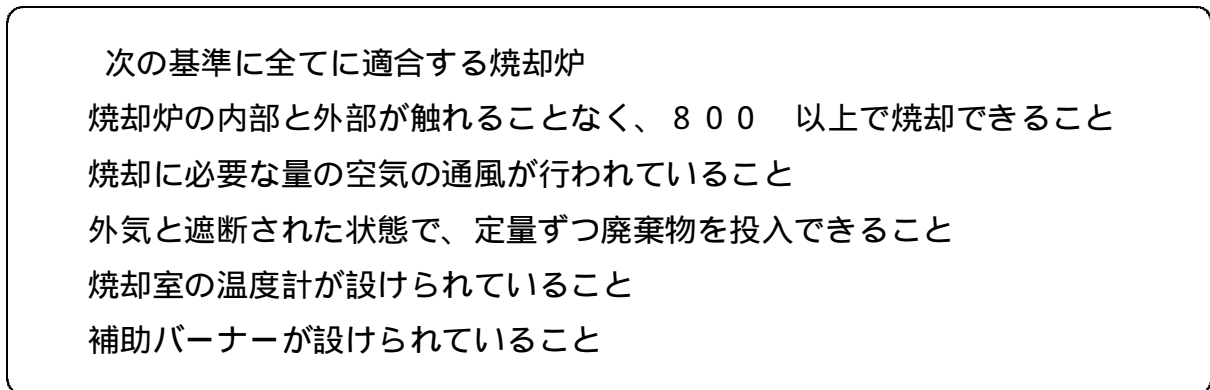 次の基準に全てに適合する焼却炉
焼却炉の内部と外部が触れることなく、８００　以上で焼却できること
焼却に必要な量の空気の通風が行われていること
外気と遮断された状態で、定量ずつ廃棄物を投入できること
焼却室の温度計が設けられていること
補助バーナーが設けられていること